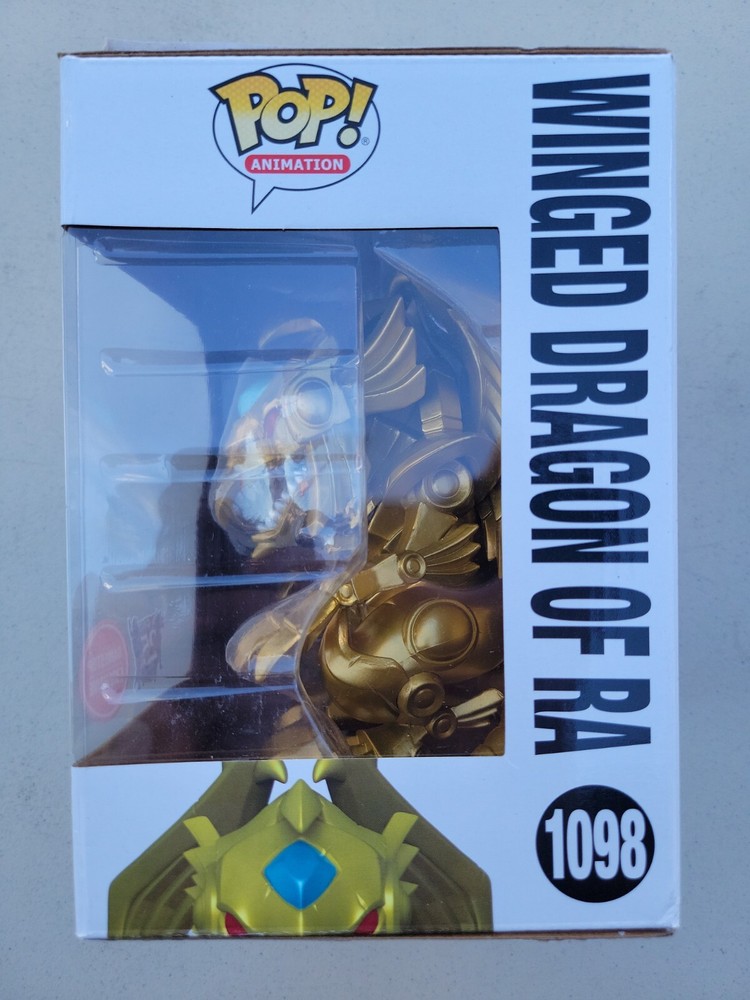 POP!
®
ANIMATION
WINGED DRAGON OF RA
1098